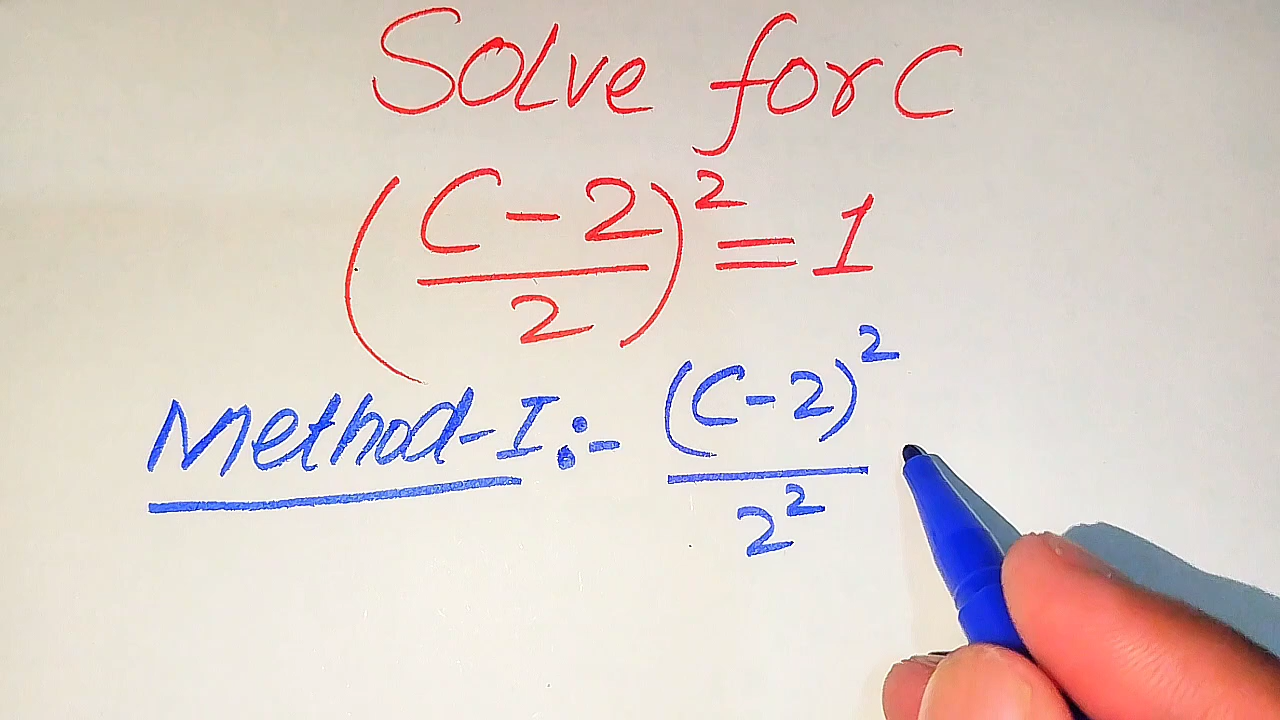 Solve for C
(C-2/2)² = 1
Method-I:- (C-2)²/2²